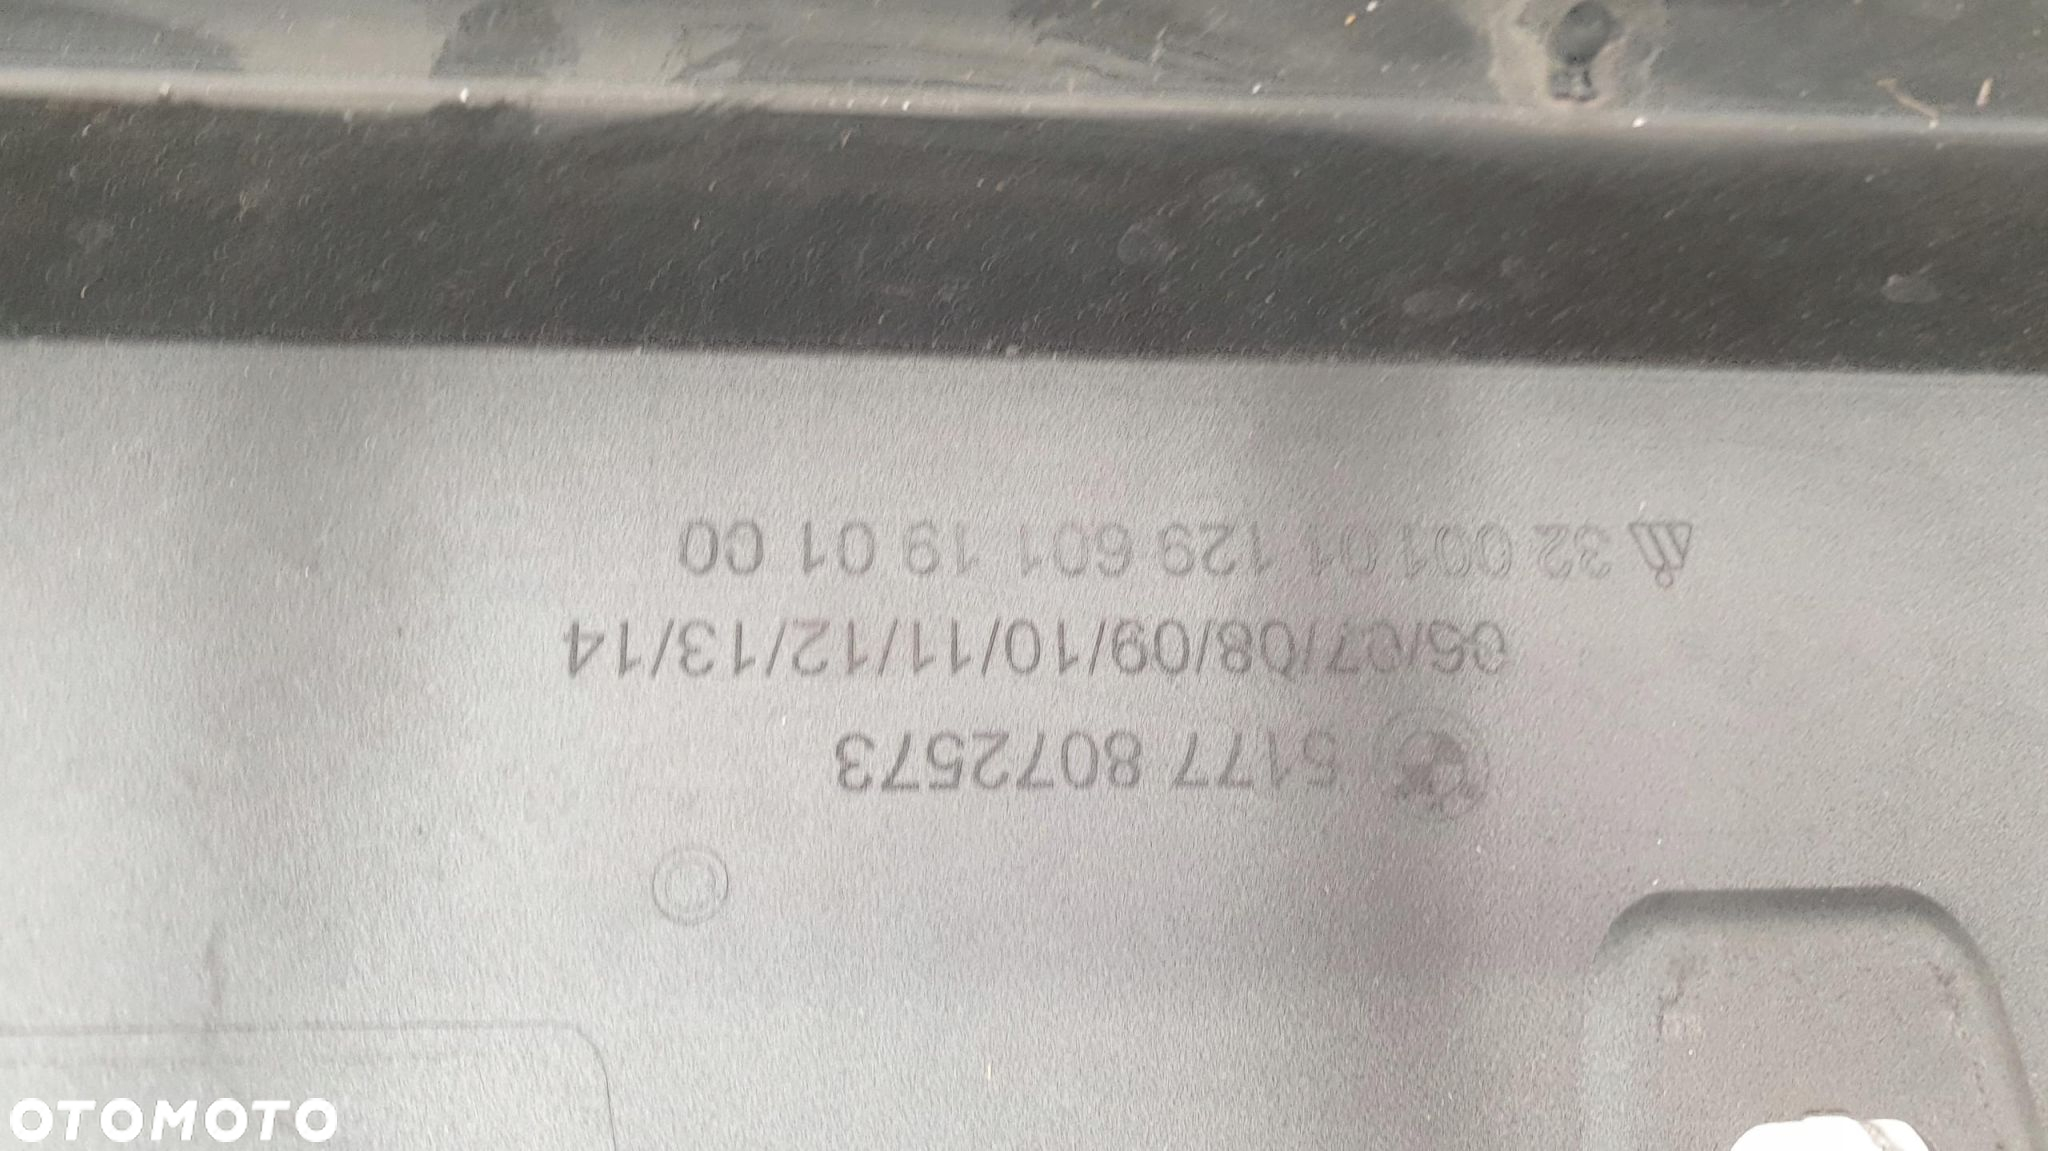 5177 8072573
06/07/08/09/10/11/12/13/14
32 001 01 129 601 19 01 00
OTOMOTO